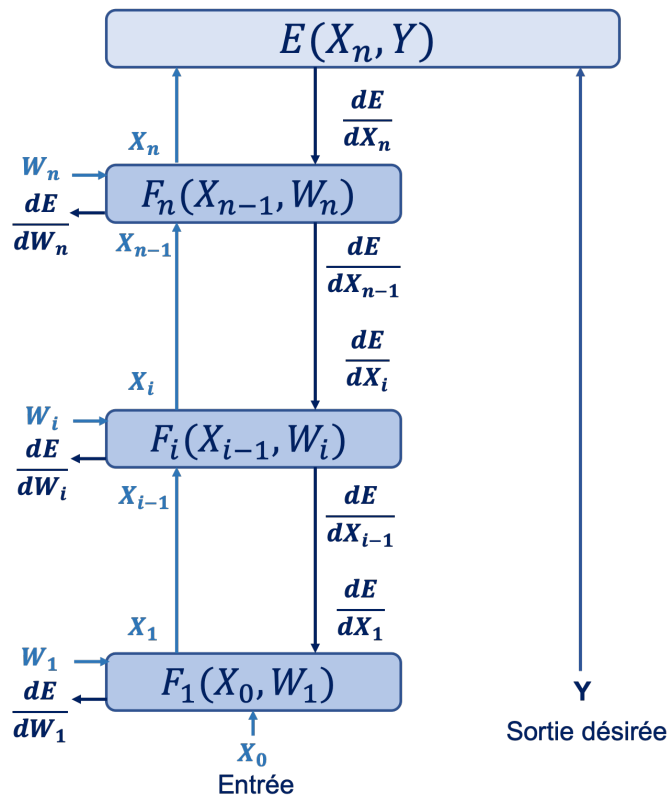 E(Xₙ, Y)
dE/dXₙ
Xₙ
Wₙ
Fₙ(Xₙ₋₁, Wₙ)
dE/dWₙ
Xₙ₋₁
dE/dXₙ₋₁
dE/dXᵢ
Xᵢ
Wᵢ
Fᵢ(Xᵢ₋₁, Wᵢ)
dE/dWᵢ
Xᵢ₋₁
dE/dXᵢ₋₁
dE/dX₁
X₁
W₁
F₁(X₀, W₁)
dE/dW₁
X₀
Entrée
Y
Sortie désirée